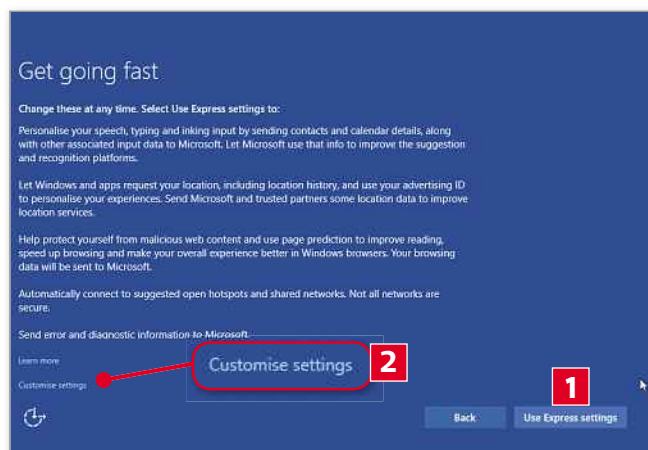 Get going fast
Change these at any time. Select Use Express settings to:
Personalise your speech, typing and inking input by sending contacts and calendar details, along
with other associated input data to Microsoft. Let Microsoft use that info to improve the suggestion
and recognition platforms.
Let Windows and apps request your location, including location history, and use your advertising ID
to personalise your experiences. Send Microsoft and trusted partners some location data to improve
location services.
Help protect yourself from malicious web content and use page prediction to improve reading,
speed up browsing and make your overall experience better in Windows browsers. Your browsing
data will be sent to Microsoft.
Automatically connect to suggested open hotspots and shared networks. Not all networks are
secure.
Send error and diagnostic information to Microsoft.
Learn more
Customise settings 2
Customise settings
1
Back Use Express settings